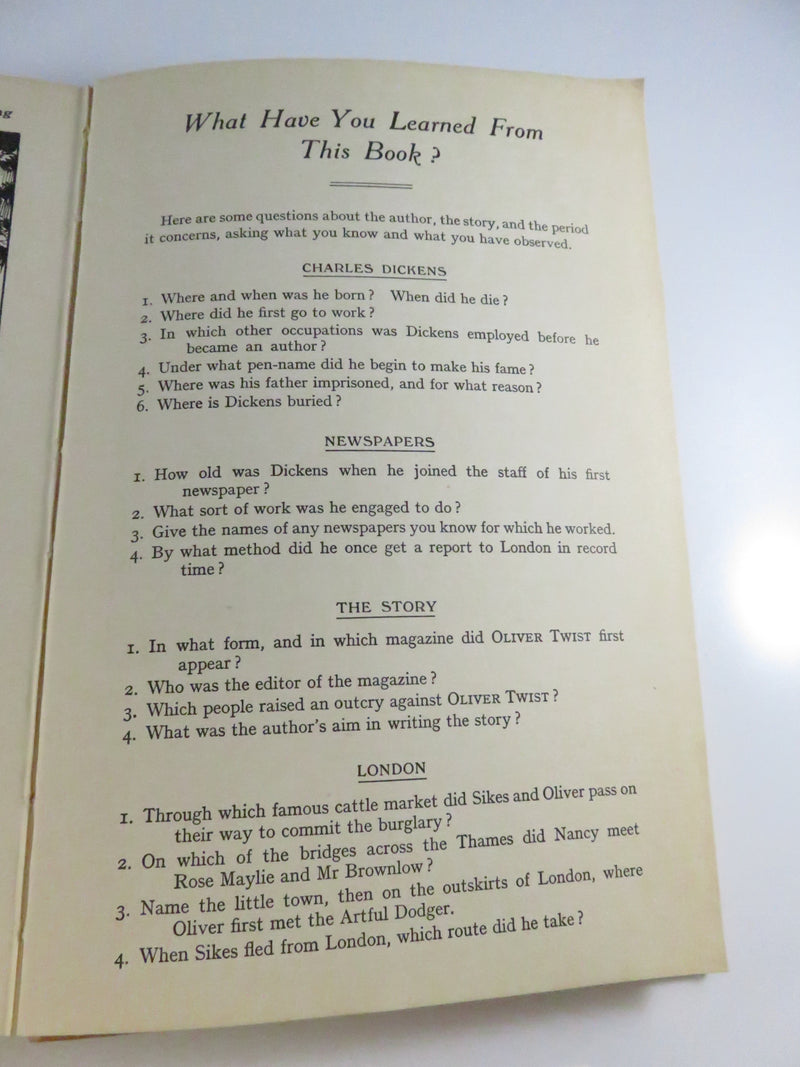 What Have You Learned From
This Book ?
Here are some questions about the author, the story, and the period
it concerns, asking what you know and what you have observed.
CHARLES DICKENS
1. Where and when was he born ? When did he die ?
2. Where did he first go to work ?
3. In which other occupations was Dickens employed before he
became an author ?
4. Under what pen-name did he begin to make his fame ?
5. Where was his father imprisoned, and for what reason ?
6. Where is Dickens buried ?
NEWSPAPERS
1. How old was Dickens when he joined the staff of his first
newspaper ?
2. What sort of work was he engaged to do ?
3. Give the names of any newspapers you know for which he worked.
4. By what method did he once get a report to London in record
time ?
THE STORY
1. In what form, and in which magazine did OLIVER TWIST first
appear ?
2. Who was the editor of the magazine ?
3. Which people raised an outcry against OLIVER TWIST ?
4. What was the author's aim in writing the story ?
LONDON
1. Through which famous cattle market did Sikes and Oliver pass on
their way to commit the burglary ?
2. On which of the bridges across the Thames did Nancy meet
Rose Maylie and Mr Brownlow ?
3. Name the little town, then on the outskirts of London, where
Oliver first met the Artful Dodger.
4. When Sikes fled from London, which route did he take ?